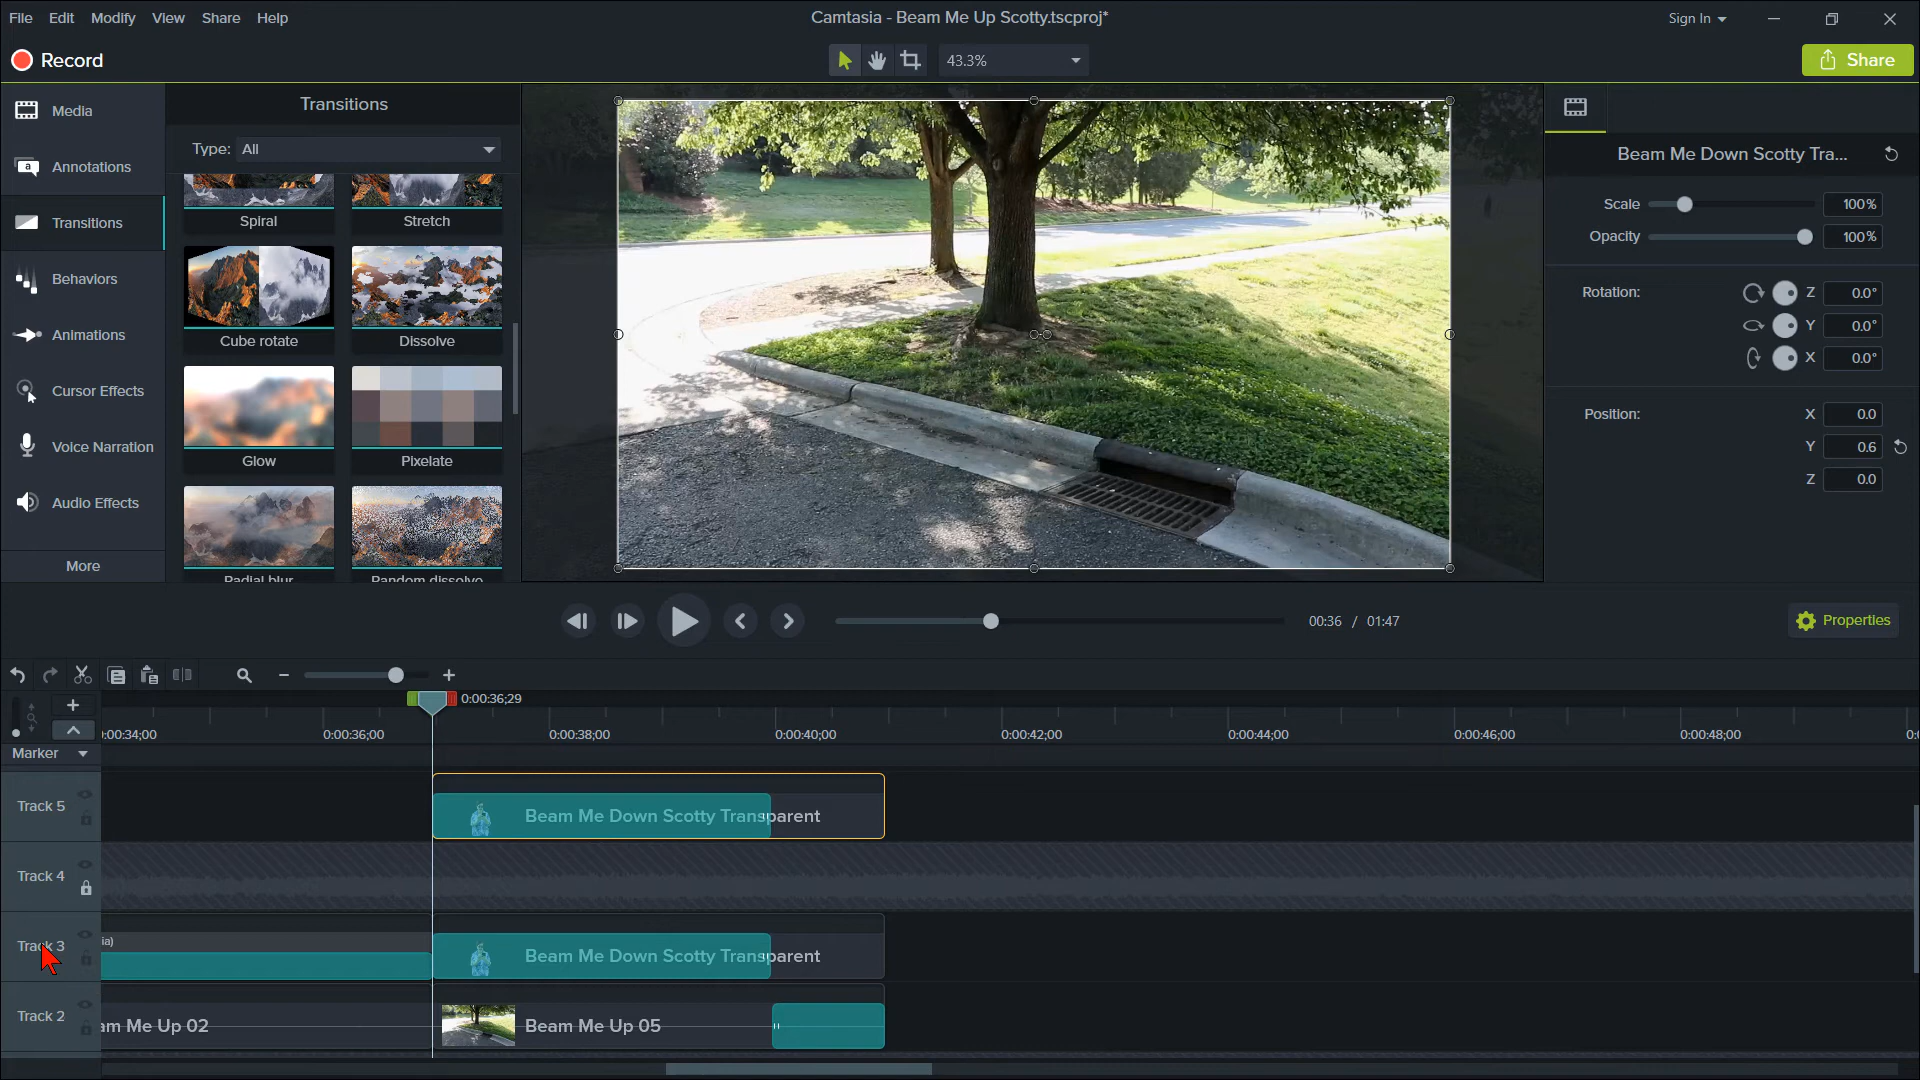 File Edit Modify View Share Help
Camtasia - Beam Me Up Scotty.tscproj*
Sign In
Record
43.3%
Share
Media
Annotations
Transitions
Behaviors
Animations
Cursor Effects
Voice Narration
Audio Effects
More
Transitions
Type: All
Spiral
Stretch
Cube rotate
Dissolve
Glow
Pixelate
Radial blur
Random dissolve
Beam Me Down Scotty Tra...
Scale 100%
Opacity 100%
Rotation: Z 0.0°
Y 0.0°
X 0.0°
Position: X 0.0
Y 0.6
Z 0.0
00:36 / 01:47
Properties
0:00:36;29
:00:34;00 0:00:36;00 0:00:38;00 0:00:40;00 0:00:42;00 0:00:44;00 0:00:46;00 0:00:48;00
Marker
Track 5
Beam Me Down Scotty Transparent
Track 4
Track 3
ia)
Beam Me Down Scotty Transparent
Track 2
am Me Up 02
Beam Me Up 05